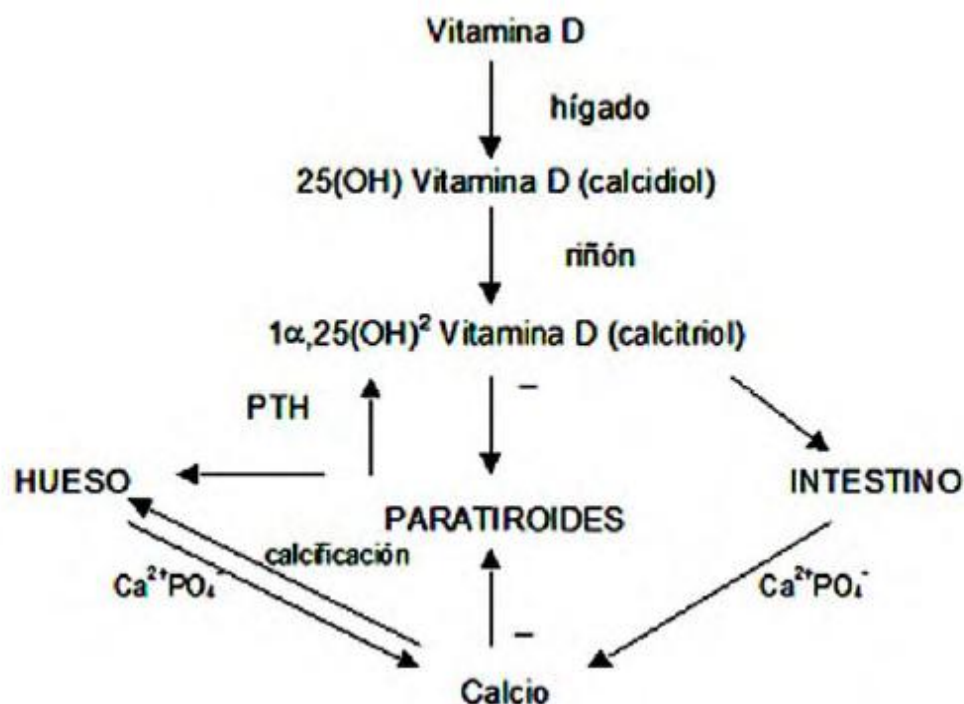 Vitamina D
hígado
25(OH) Vitamina D (calcidiol)
riñón
1α,25(OH)² Vitamina D (calcitriol)
–
PTH
HUESO
INTESTINO
PARATIROIDES
calcificación
Ca²⁺PO₄⁻
Ca²⁺PO₄⁻
–
Calcio